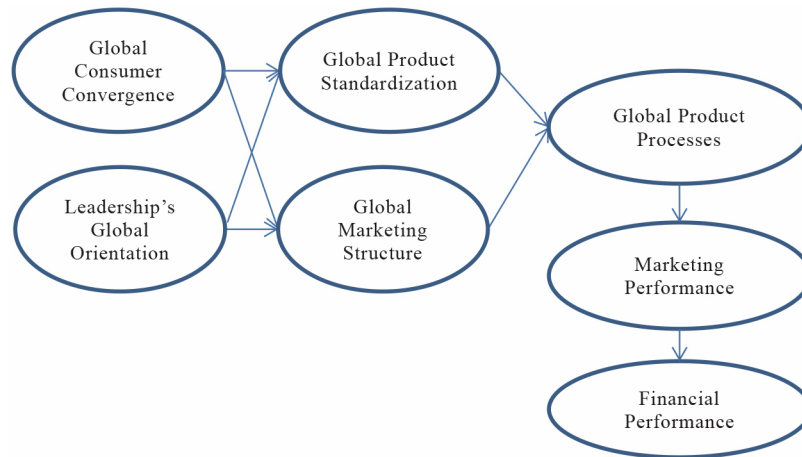 Global
Consumer
Convergence
Global Product
Standardization
Global Product
Processes
Leadership's
Global
Orientation
Global
Marketing
Structure
Marketing
Performance
Financial
Performance